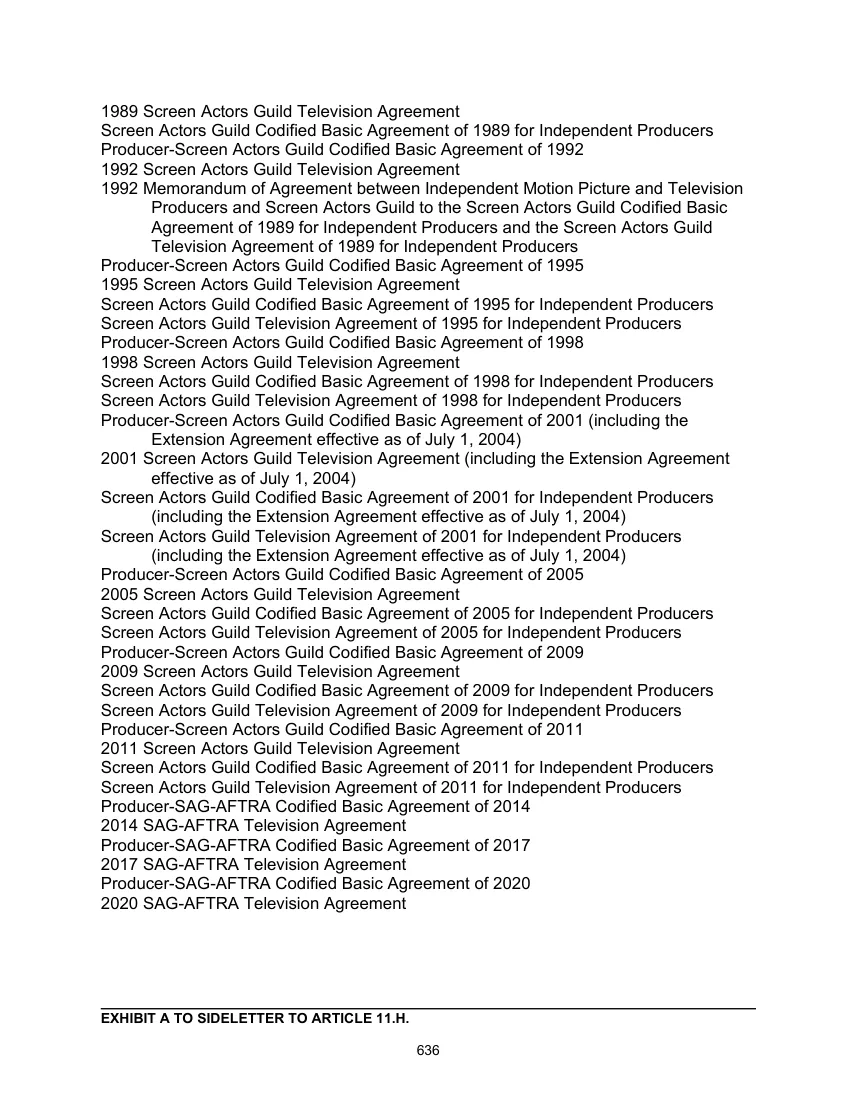 1989 Screen Actors Guild Television Agreement
Screen Actors Guild Codified Basic Agreement of 1989 for Independent Producers
Producer-Screen Actors Guild Codified Basic Agreement of 1992
1992 Screen Actors Guild Television Agreement
1992 Memorandum of Agreement between Independent Motion Picture and Television
Producers and Screen Actors Guild to the Screen Actors Guild Codified Basic
Agreement of 1989 for Independent Producers and the Screen Actors Guild
Television Agreement of 1989 for Independent Producers
Producer-Screen Actors Guild Codified Basic Agreement of 1995
1995 Screen Actors Guild Television Agreement
Screen Actors Guild Codified Basic Agreement of 1995 for Independent Producers
Screen Actors Guild Television Agreement of 1995 for Independent Producers
Producer-Screen Actors Guild Codified Basic Agreement of 1998
1998 Screen Actors Guild Television Agreement
Screen Actors Guild Codified Basic Agreement of 1998 for Independent Producers
Screen Actors Guild Television Agreement of 1998 for Independent Producers
Producer-Screen Actors Guild Codified Basic Agreement of 2001 (including the
Extension Agreement effective as of July 1, 2004)
2001 Screen Actors Guild Television Agreement (including the Extension Agreement
effective as of July 1, 2004)
Screen Actors Guild Codified Basic Agreement of 2001 for Independent Producers
(including the Extension Agreement effective as of July 1, 2004)
Screen Actors Guild Television Agreement of 2001 for Independent Producers
(including the Extension Agreement effective as of July 1, 2004)
Producer-Screen Actors Guild Codified Basic Agreement of 2005
2005 Screen Actors Guild Television Agreement
Screen Actors Guild Codified Basic Agreement of 2005 for Independent Producers
Screen Actors Guild Television Agreement of 2005 for Independent Producers
Producer-Screen Actors Guild Codified Basic Agreement of 2009
2009 Screen Actors Guild Television Agreement
Screen Actors Guild Codified Basic Agreement of 2009 for Independent Producers
Screen Actors Guild Television Agreement of 2009 for Independent Producers
Producer-Screen Actors Guild Codified Basic Agreement of 2011
2011 Screen Actors Guild Television Agreement
Screen Actors Guild Codified Basic Agreement of 2011 for Independent Producers
Screen Actors Guild Television Agreement of 2011 for Independent Producers
Producer-SAG-AFTRA Codified Basic Agreement of 2014
2014 SAG-AFTRA Television Agreement
Producer-SAG-AFTRA Codified Basic Agreement of 2017
2017 SAG-AFTRA Television Agreement
Producer-SAG-AFTRA Codified Basic Agreement of 2020
2020 SAG-AFTRA Television Agreement
EXHIBIT A TO SIDELETTER TO ARTICLE 11.H.
636